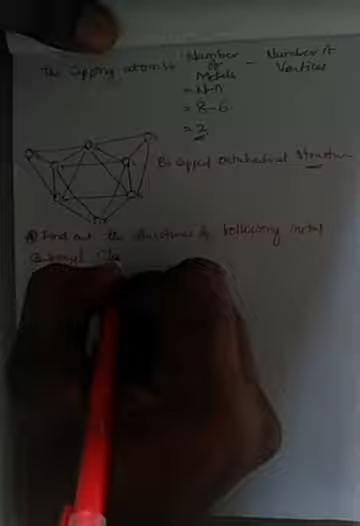 The Capping atoms = Number of Metals - Number of Vertices
= N-n
= 8-6
= 2
Bi capped octahedral structure
Find out the structures of following metal
Carbonyl Clu